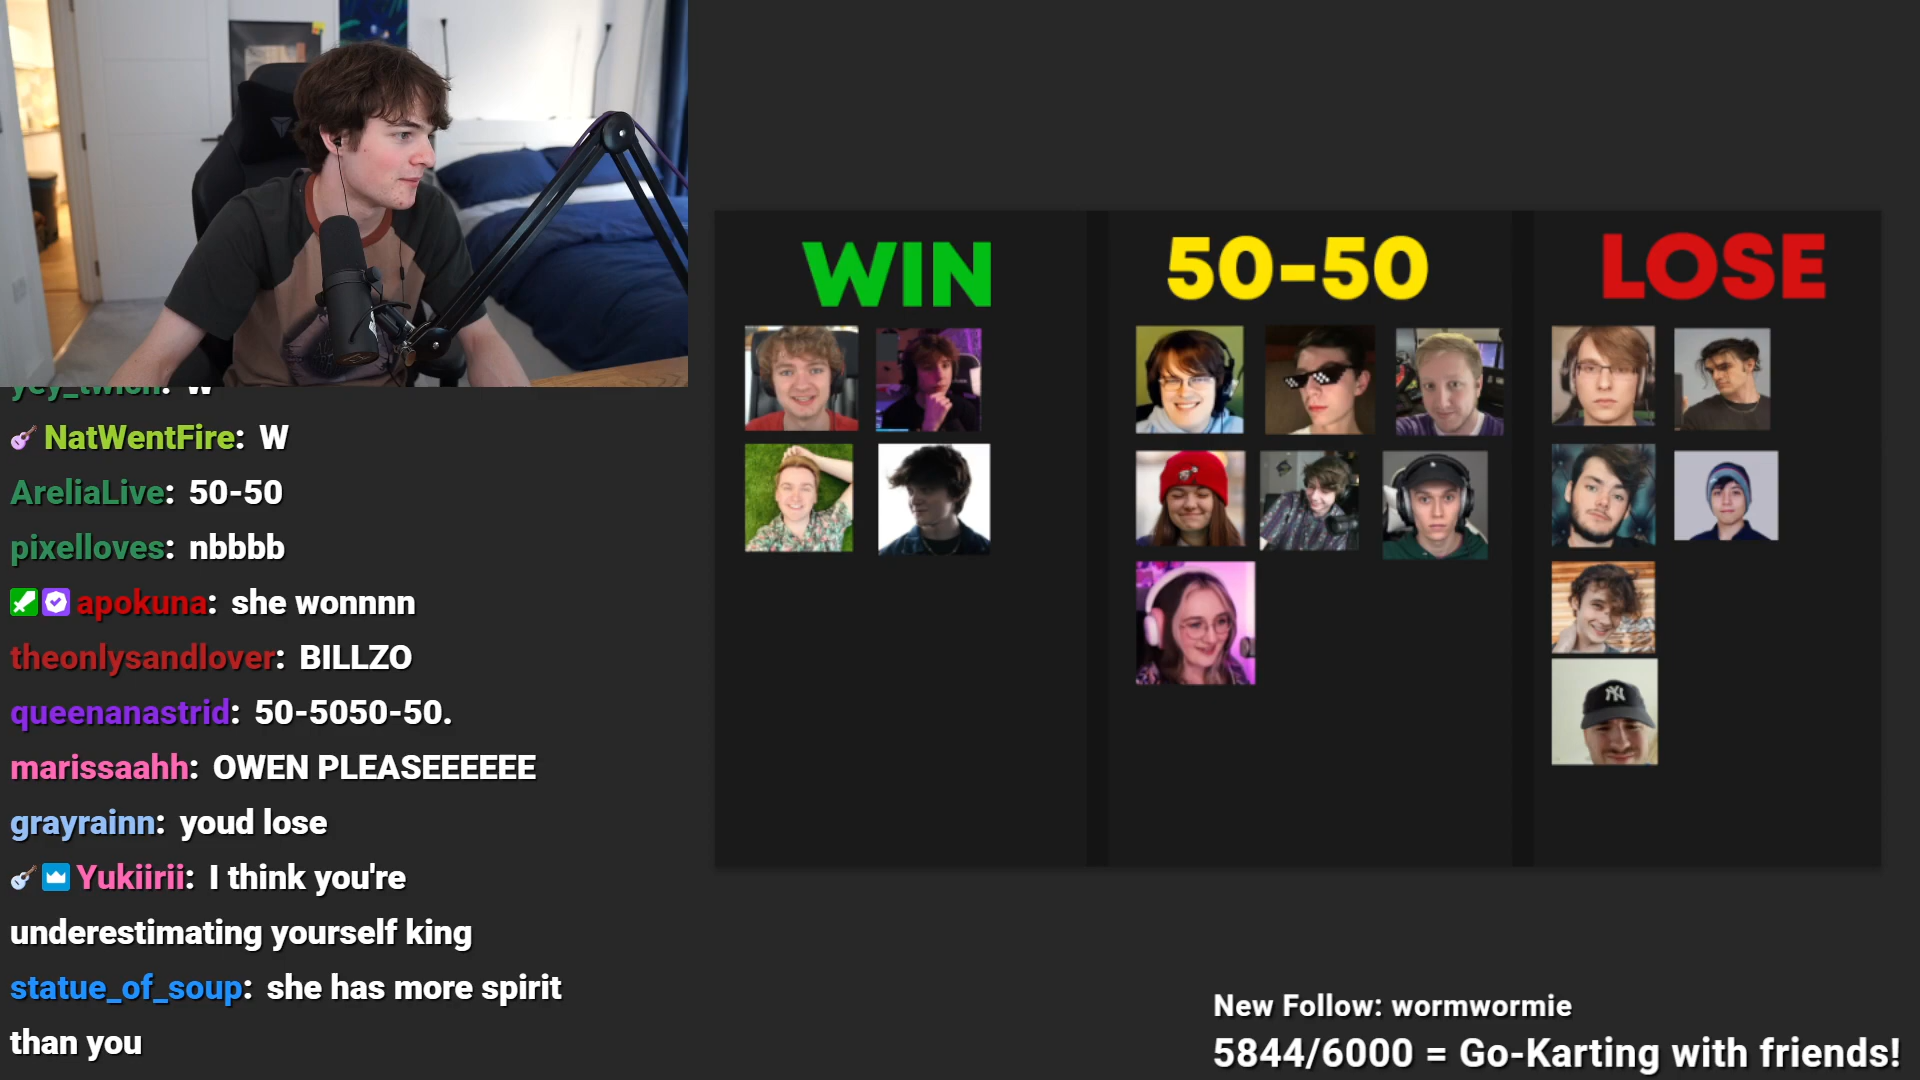 WIN
50-50
LOSE
yey_twich: W
NatWentFire: W
AreliaLive: 50-50
pixelloves: nbbbb
apokuna: she wonnnn
theonlysandlover: BILLZO
queenanastrid: 50-5050-50.
marissaahh: OWEN PLEASEEEEEE
grayrainn: youd lose
Yukiirii: I think you're
underestimating yourself king
statue_of_soup: she has more spirit
than you
New Follow: wormwormie
5844/6000 = Go-Karting with friends!